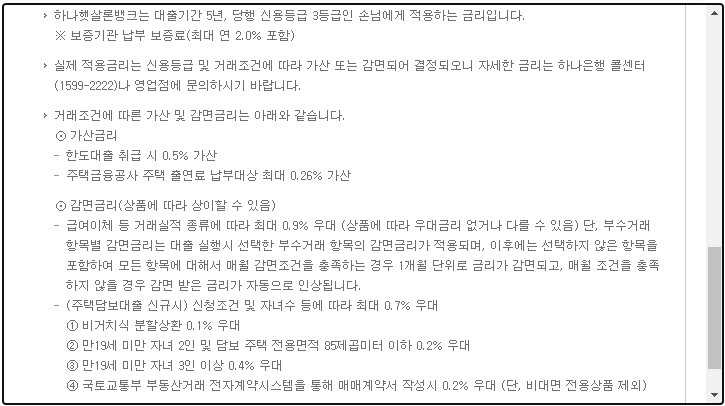 › 하나햇살론뱅크는 대출기간 5년, 당행 신용등급 3등급인 손님에게 적용하는 금리입니다.
※ 보증기관 납부 보증료(최대 연 2.0% 포함)
› 실제 적용금리는 신용등급 및 거래조건에 따라 가산 또는 감면되어 결정되오니 자세한 금리는 하나은행 콜센터
(1599-2222)나 영업점에 문의하시기 바랍니다.
› 거래조건에 따른 가산 및 감면금리는 아래와 같습니다.
⊙ 가산금리
- 한도대출 취급 시 0.5% 가산
- 주택금융공사 주택 출연료 납부대상 최대 0.26% 가산
⊙ 감면금리(상품에 따라 상이할 수 있음)
- 급여이체 등 거래실적 종류에 따라 최대 0.9% 우대 (상품에 따라 우대금리 없거나 다를 수 있음) 단, 부수거래
항목별 감면금리는 대출 실행시 선택한 부수거래 항목의 감면금리가 적용되며, 이후에는 선택하지 않은 항목을
포함하여 모든 항목에 대해서 매월 감면조건을 충족하는 경우 1개월 단위로 금리가 감면되고, 매월 조건을 충족
하지 않을 경우 감면 받은 금리가 자동으로 인상됩니다.
- (주택담보대출 신규시) 신청조건 및 자녀수 등에 따라 최대 0.7% 우대
① 비거치식 분할상환 0.1% 우대
② 만19세 미만 자녀 2인 및 담보 주택 전용면적 85제곱미터 이하 0.2% 우대
③ 만19세 미만 자녀 3인 이상 0.4% 우대
④ 국토교통부 부동산거래 전자계약시스템을 통해 매매계약서 작성시 0.2% 우대 (단, 비대면 전용상품 제외)